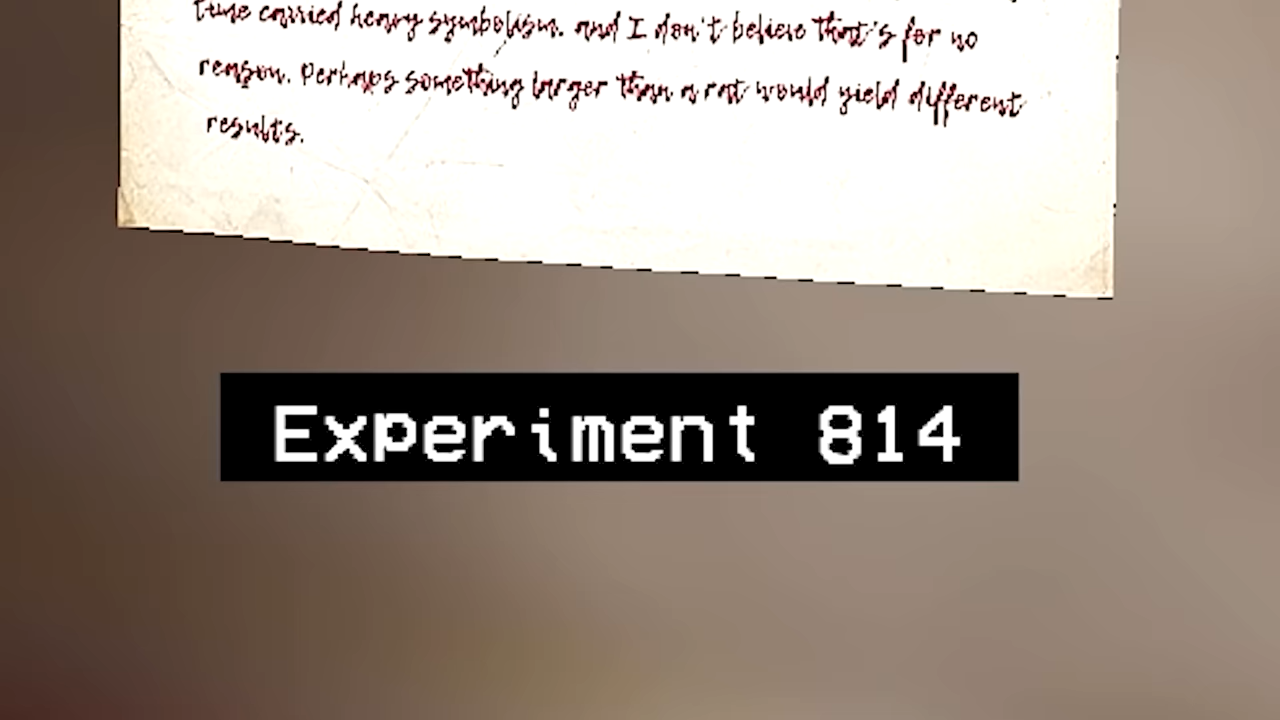 time carried heavy symbolism. and I don't believe that's for no
reason. Perhaps something larger than a rat would yield different
results.
Experiment 814